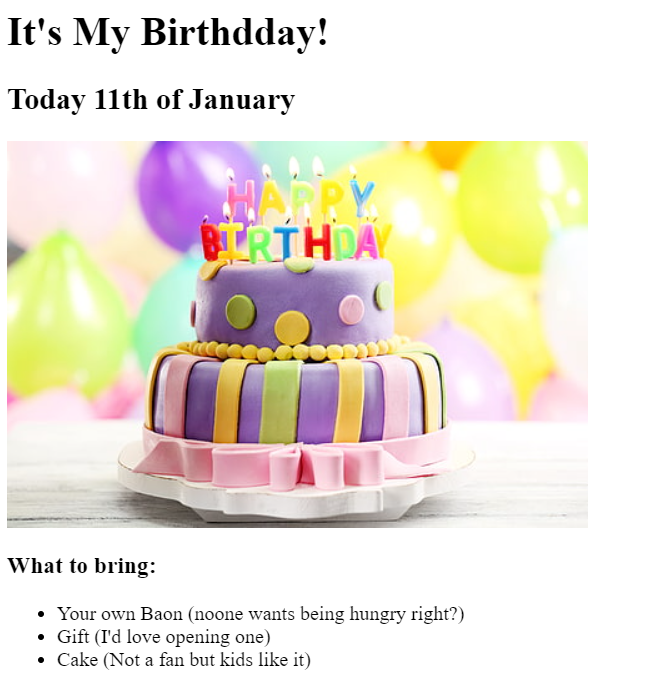 It's My Birthdday!
Today 11th of January
HAPPY
BIRTHDAY
What to bring:
Your own Baon (noone wants being hungry right?)
Gift (I'd love opening one)
Cake (Not a fan but kids like it)